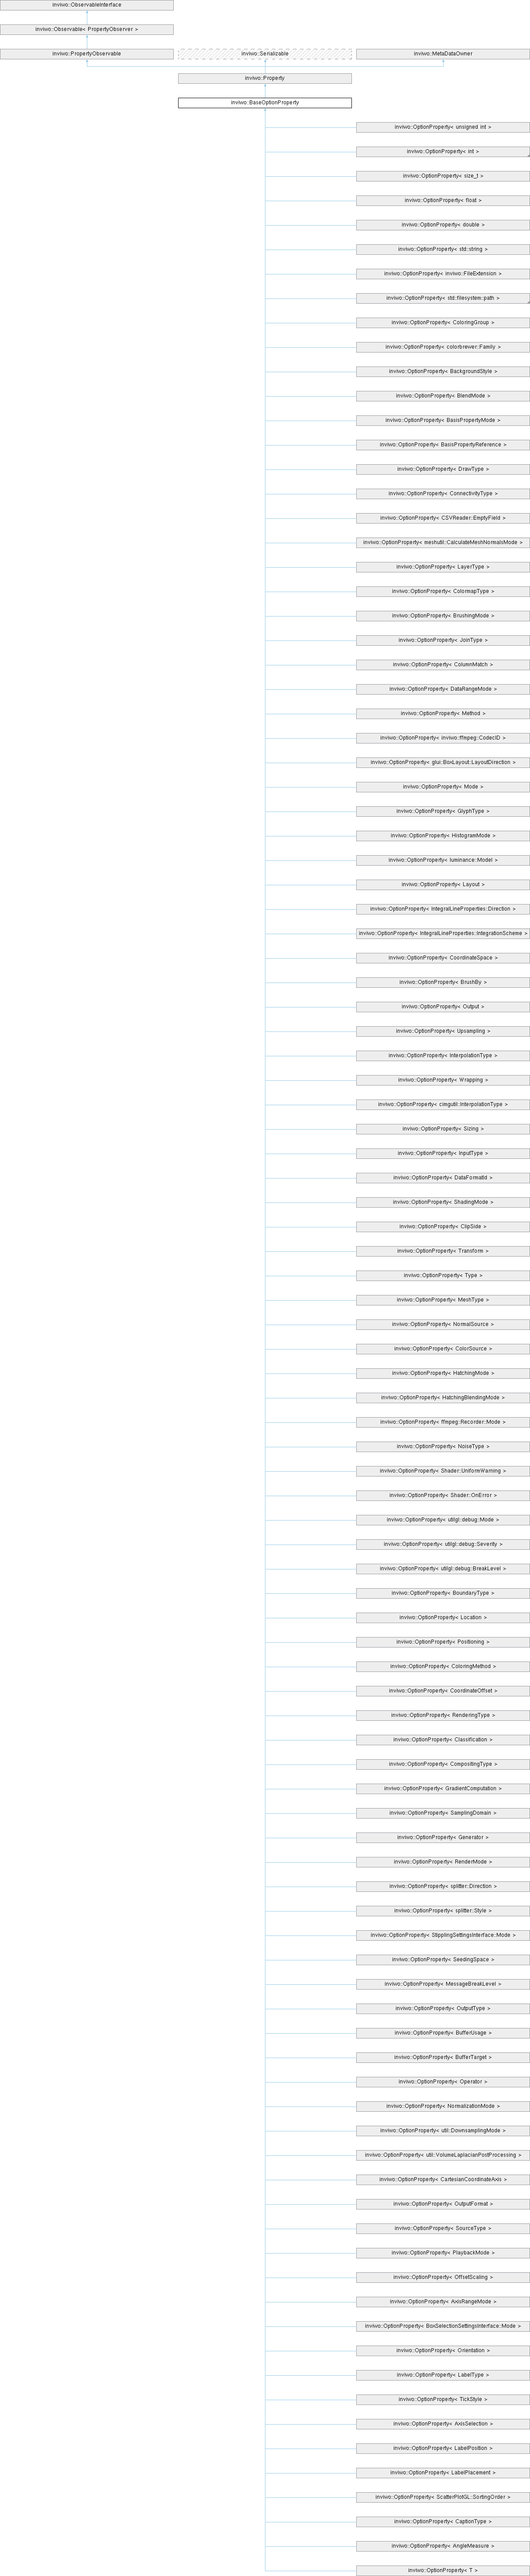 inviwo::ObservableInterface
inviwo::Observable< PropertyObserver >
inviwo::PropertyObservable
inviwo::Serializable
inviwo::MetaDataOwner
inviwo::Property
inviwo::BaseOptionProperty
inviwo::OptionProperty< unsigned int >
inviwo::OptionProperty< int >
inviwo::OptionProperty< size_t >
inviwo::OptionProperty< float >
inviwo::OptionProperty< double >
inviwo::OptionProperty< std::string >
inviwo::OptionProperty< inviwo::FileExtension >
inviwo::OptionProperty< std::filesystem::path >
inviwo::OptionProperty< ColoringGroup >
inviwo::OptionProperty< colorbrewer::Family >
inviwo::OptionProperty< BackgroundStyle >
inviwo::OptionProperty< BlendMode >
inviwo::OptionProperty< BasisPropertyMode >
inviwo::OptionProperty< BasisPropertyReference >
inviwo::OptionProperty< DrawType >
inviwo::OptionProperty< ConnectivityType >
inviwo::OptionProperty< CSVReader::EmptyField >
inviwo::OptionProperty< meshutil::CalculateMeshNormalsMode >
inviwo::OptionProperty< LayerType >
inviwo::OptionProperty< ColormapType >
inviwo::OptionProperty< BrushingMode >
inviwo::OptionProperty< JoinType >
inviwo::OptionProperty< ColumnMatch >
inviwo::OptionProperty< DataRangeMode >
inviwo::OptionProperty< Method >
inviwo::OptionProperty< inviwo::ffmpeg::CodecID >
inviwo::OptionProperty< glui::BoxLayout::LayoutDirection >
inviwo::OptionProperty< Mode >
inviwo::OptionProperty< GlyphType >
inviwo::OptionProperty< HistogramMode >
inviwo::OptionProperty< luminance::Model >
inviwo::OptionProperty< Layout >
inviwo::OptionProperty< IntegralLineProperties::Direction >
inviwo::OptionProperty< IntegralLineProperties::IntegrationScheme >
inviwo::OptionProperty< CoordinateSpace >
inviwo::OptionProperty< BrushBy >
inviwo::OptionProperty< Output >
inviwo::OptionProperty< Upsampling >
inviwo::OptionProperty< InterpolationType >
inviwo::OptionProperty< Wrapping >
inviwo::OptionProperty< cimgutil::InterpolationType >
inviwo::OptionProperty< Sizing >
inviwo::OptionProperty< InputType >
inviwo::OptionProperty< DataFormatId >
inviwo::OptionProperty< ShadingMode >
inviwo::OptionProperty< ClipSide >
inviwo::OptionProperty< Transform >
inviwo::OptionProperty< Type >
inviwo::OptionProperty< MeshType >
inviwo::OptionProperty< NormalSource >
inviwo::OptionProperty< ColorSource >
inviwo::OptionProperty< HatchingMode >
inviwo::OptionProperty< HatchingBlendingMode >
inviwo::OptionProperty< ffmpeg::Recorder::Mode >
inviwo::OptionProperty< NoiseType >
inviwo::OptionProperty< Shader::UniformWarning >
inviwo::OptionProperty< Shader::OnError >
inviwo::OptionProperty< utilgl::debug::Mode >
inviwo::OptionProperty< utilgl::debug::Severity >
inviwo::OptionProperty< utilgl::debug::BreakLevel >
inviwo::OptionProperty< BoundaryType >
inviwo::OptionProperty< Location >
inviwo::OptionProperty< Positioning >
inviwo::OptionProperty< ColoringMethod >
inviwo::OptionProperty< CoordinateOffset >
inviwo::OptionProperty< RenderingType >
inviwo::OptionProperty< Classification >
inviwo::OptionProperty< CompositingType >
inviwo::OptionProperty< GradientComputation >
inviwo::OptionProperty< SamplingDomain >
inviwo::OptionProperty< Generator >
inviwo::OptionProperty< RenderMode >
inviwo::OptionProperty< splitter::Direction >
inviwo::OptionProperty< splitter::Style >
inviwo::OptionProperty< StipplingSettingsInterface::Mode >
inviwo::OptionProperty< SeedingSpace >
inviwo::OptionProperty< MessageBreakLevel >
inviwo::OptionProperty< OutputType >
inviwo::OptionProperty< BufferUsage >
inviwo::OptionProperty< BufferTarget >
inviwo::OptionProperty< Operator >
inviwo::OptionProperty< NormalizationMode >
inviwo::OptionProperty< util::DownsamplingMode >
inviwo::OptionProperty< util::VolumeLaplacianPostProcessing >
inviwo::OptionProperty< CartesianCoordinateAxis >
inviwo::OptionProperty< OutputFormat >
inviwo::OptionProperty< SourceType >
inviwo::OptionProperty< PlaybackMode >
inviwo::OptionProperty< OffsetScaling >
inviwo::OptionProperty< AxisRangeMode >
inviwo::OptionProperty< BoxSelectionSettingsInterface::Mode >
inviwo::OptionProperty< Orientation >
inviwo::OptionProperty< LabelType >
inviwo::OptionProperty< TickStyle >
inviwo::OptionProperty< AxisSelection >
inviwo::OptionProperty< LabelPosition >
inviwo::OptionProperty< LabelPlacement >
inviwo::OptionProperty< ScatterPlotGL::SortingOrder >
inviwo::OptionProperty< CaptionType >
inviwo::OptionProperty< AngleMeasure >
inviwo::OptionProperty< T >